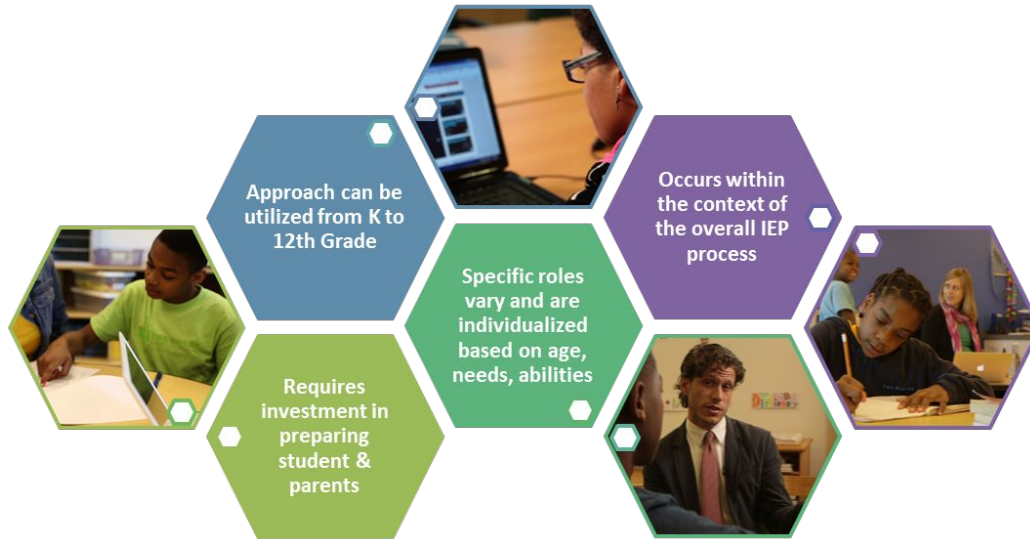 Approach can be
utilized from K to
12th Grade
Occurs within
the context of
the overall IEP
process
Specific roles
vary and are
individualized
based on age,
needs, abilities
Requires
investment in
preparing
student &
parents